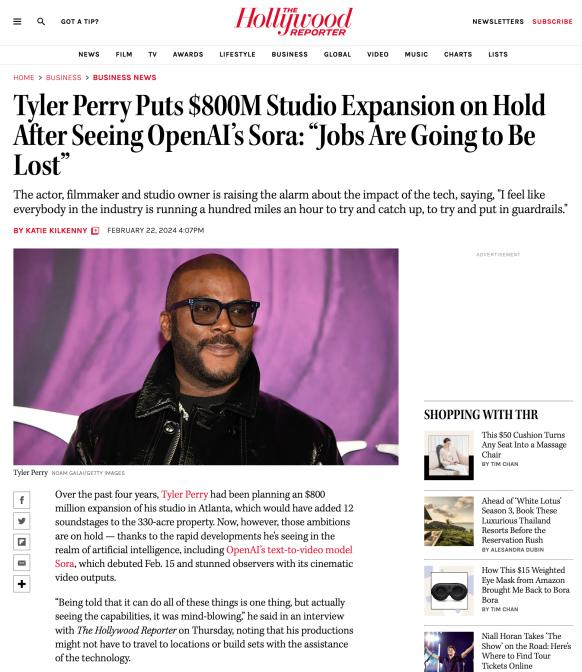 GOT A TIP?
THE
Hollywood
REPORTER
NEWSLETTERS SUBSCRIBE
NEWS FILM TV AWARDS LIFESTYLE BUSINESS GLOBAL VIDEO MUSIC CHARTS LISTS
HOME > BUSINESS > BUSINESS NEWS
Tyler Perry Puts $800M Studio Expansion on Hold
After Seeing OpenAI’s Sora: “Jobs Are Going to Be
Lost”
The actor, filmmaker and studio owner is raising the alarm about the impact of the tech, saying, "I feel like
everybody in the industry is running a hundred miles an hour to try and catch up, to try and put in guardrails."
BY KATIE KILKENNY FEBRUARY 22, 2024 4:07PM
Tyler Perry NOAM GALAI/GETTY IMAGES
Over the past four years, Tyler Perry had been planning an $800
million expansion of his studio in Atlanta, which would have added 12
soundstages to the 330-acre property. Now, however, those ambitions
are on hold — thanks to the rapid developments he’s seeing in the
realm of artificial intelligence, including OpenAI’s text-to-video model
Sora, which debuted Feb. 15 and stunned observers with its cinematic
video outputs.
“Being told that it can do all of these things is one thing, but actually
seeing the capabilities, it was mind-blowing,” he said in an interview
with The Hollywood Reporter on Thursday, noting that his productions
might not have to travel to locations or build sets with the assistance
of the technology.
ADVERTISEMENT
SHOPPING WITH THR
This $50 Cushion Turns
Any Seat Into a Massage
Chair
BY TIM CHAN
Ahead of ‘White Lotus’
Season 3, Book These
Luxurious Thailand
Resorts Before the
Reservation Rush
BY ALESANDRA DUBIN
How This $15 Weighted
Eye Mask from Amazon
Brought Me Back to Bora
Bora
BY TIM CHAN
Niall Horan Takes ‘The
Show’ on the Road: Here’s
Where to Find Tour
Tickets Online